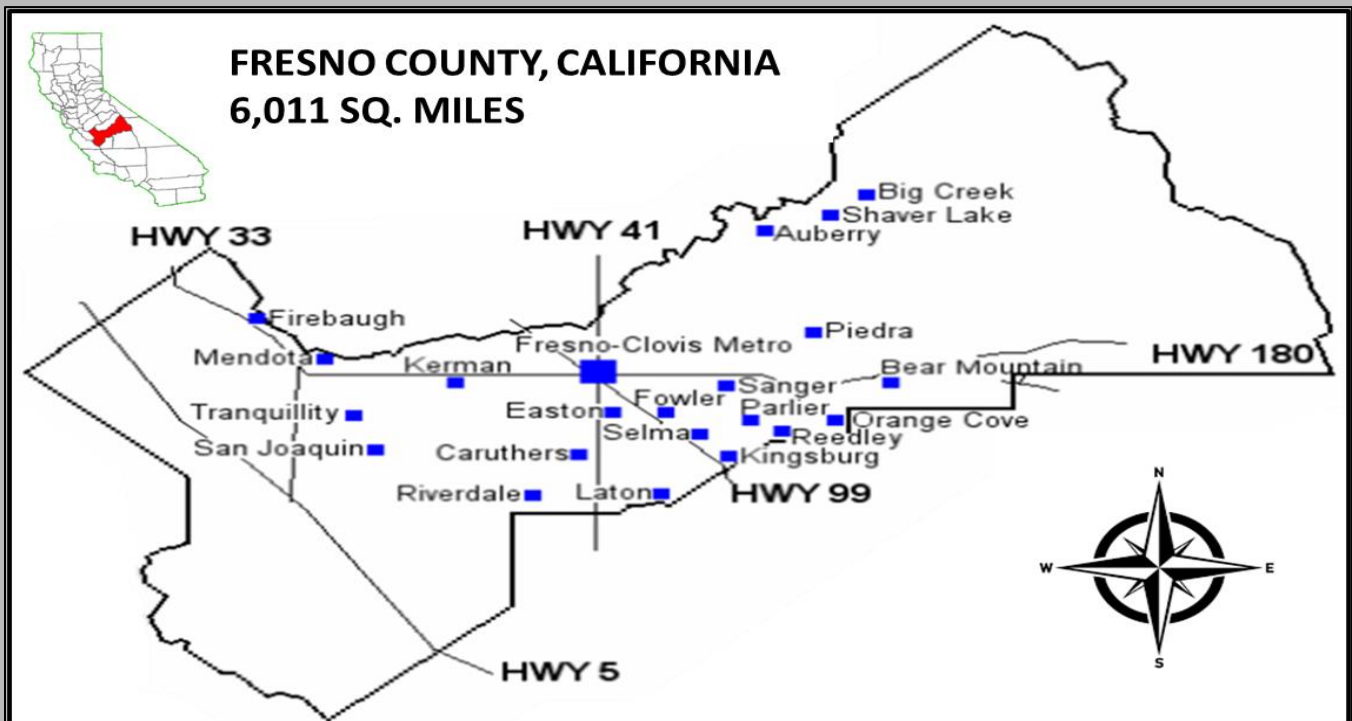 FRESNO COUNTY, CALIFORNIA
6,011 SQ. MILES
Big Creek
Shaver Lake
Auberry
HWY 33
HWY 41
Firebaugh
Piedra
Fresno-Clovis Metro
Mendota
Kerman
HWY 180
Bear Mountain
Sanger
Tranquillity
Easton
Fowler
Parlier
Orange Cove
Selma
Reedley
San Joaquin
Caruthers
Kingsburg
Riverdale
Laton
HWY 99
N
W
E
S
HWY 5